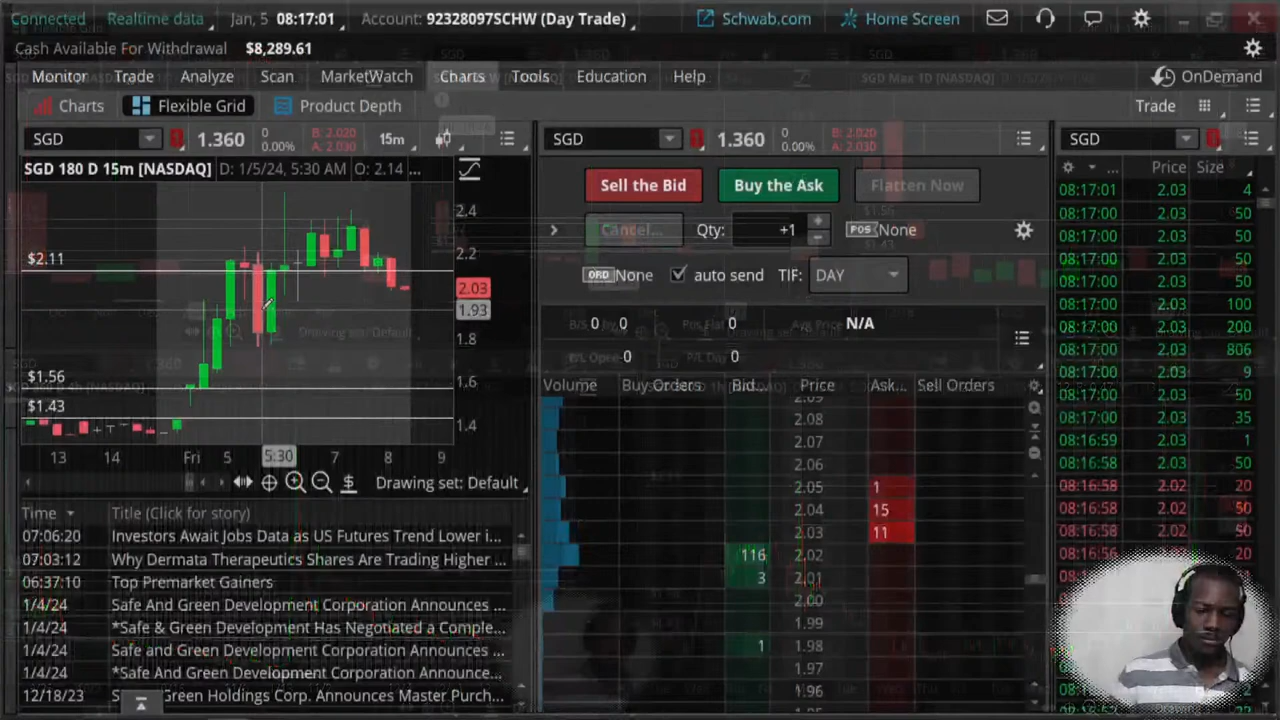 Connected Realtime data Jan, 5 08:17:01 Account: 92328097SCHW (Day Trade) Schwab.com Home Screen
Cash Available For Withdrawal $8,289.61
Monitor Trade Analyze Scan MarketWatch Charts Tools Education Help OnDemand
Charts Flexible Grid Product Depth Trade
SGD 1.360 0 0.00% B: 2.020 A: 2.030 15m
SGD 180 D 15m [NASDAQ] D: 1/5/24, 5:30 AM O: 2.14 ...
2.4
$2.11
2.2
2.03
1.93
1.8
$1.56
1.6
$1.43
1.4
13 14 Fri 5 5:30 7 8 9
Drawing set: Default
Time Title (Click for story)
07:06:20 Investors Await Jobs Data as US Futures Trend Lower i...
07:03:12 Why Dermata Therapeutics Shares Are Trading Higher ...
06:37:10 Top Premarket Gainers
1/4/24 Safe And Green Development Corporation Announces ...
1/4/24 *Safe & Green Development Has Negotiated a Comple...
1/4/24 Safe and Green Development Corporation Announces ...
1/4/24 *Safe And Green Development Corporation Announces ...
12/18/23 Green Holdings Corp. Announces Master Purch...
SGD 1.360 0 0.00% B: 2.020 A: 2.030
Sell the Bid Buy the Ask Flatten Now
Cancel... Qty: +1 POS None
ORD None auto send TIF: DAY
B/S 0 by 0 Pos Flat 0 Avg Price N/A
P/L Open -0 P/L Day 0
Volume Buy Orders Bid... Price Ask... Sell Orders
2.09
2.08
2.07
2.06
2.05 1
2.04 15
2.03 11
116 2.02
3 2.01
2.00
1.99
1 1.98
1.97
1.96
SGD
... Price Size
08:17:01 2.03 4
08:17:00 2.03 50
08:17:00 2.03 50
08:17:00 2.03 50
08:17:00 2.03 50
08:17:00 2.03 100
08:17:00 2.03 200
08:17:00 2.03 806
08:17:00 2.03 9
08:17:00 2.03 50
08:17:00 2.03 35
08:16:59 2.03 1
08:16:58 2.03 50
08:16:58 2.02 20
08:16:58 2.02 50
08:16:58 2.02 50
08:16:56 2.02 20